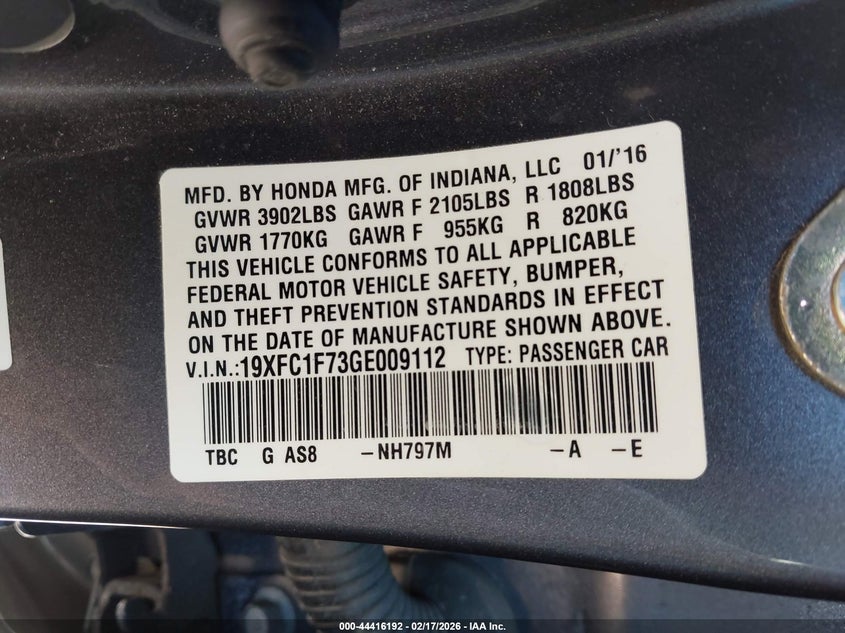 MFD. BY HONDA MFG. OF INDIANA, LLC 01/'16
GVWR 3902LBS GAWR F 2105LBS R 1808LBS
GVWR 1770KG GAWR F 955KG R 820KG
THIS VEHICLE CONFORMS TO ALL APPLICABLE
FEDERAL MOTOR VEHICLE SAFETY, BUMPER,
AND THEFT PREVENTION STANDARDS IN EFFECT
ON THE DATE OF MANUFACTURE SHOWN ABOVE.
V.I.N.:19XFC1F73GE009112 TYPE: PASSENGER CAR
TBC G AS8 –NH797M –A –E
000-44416192 - 02/17/2026 - IAA Inc.